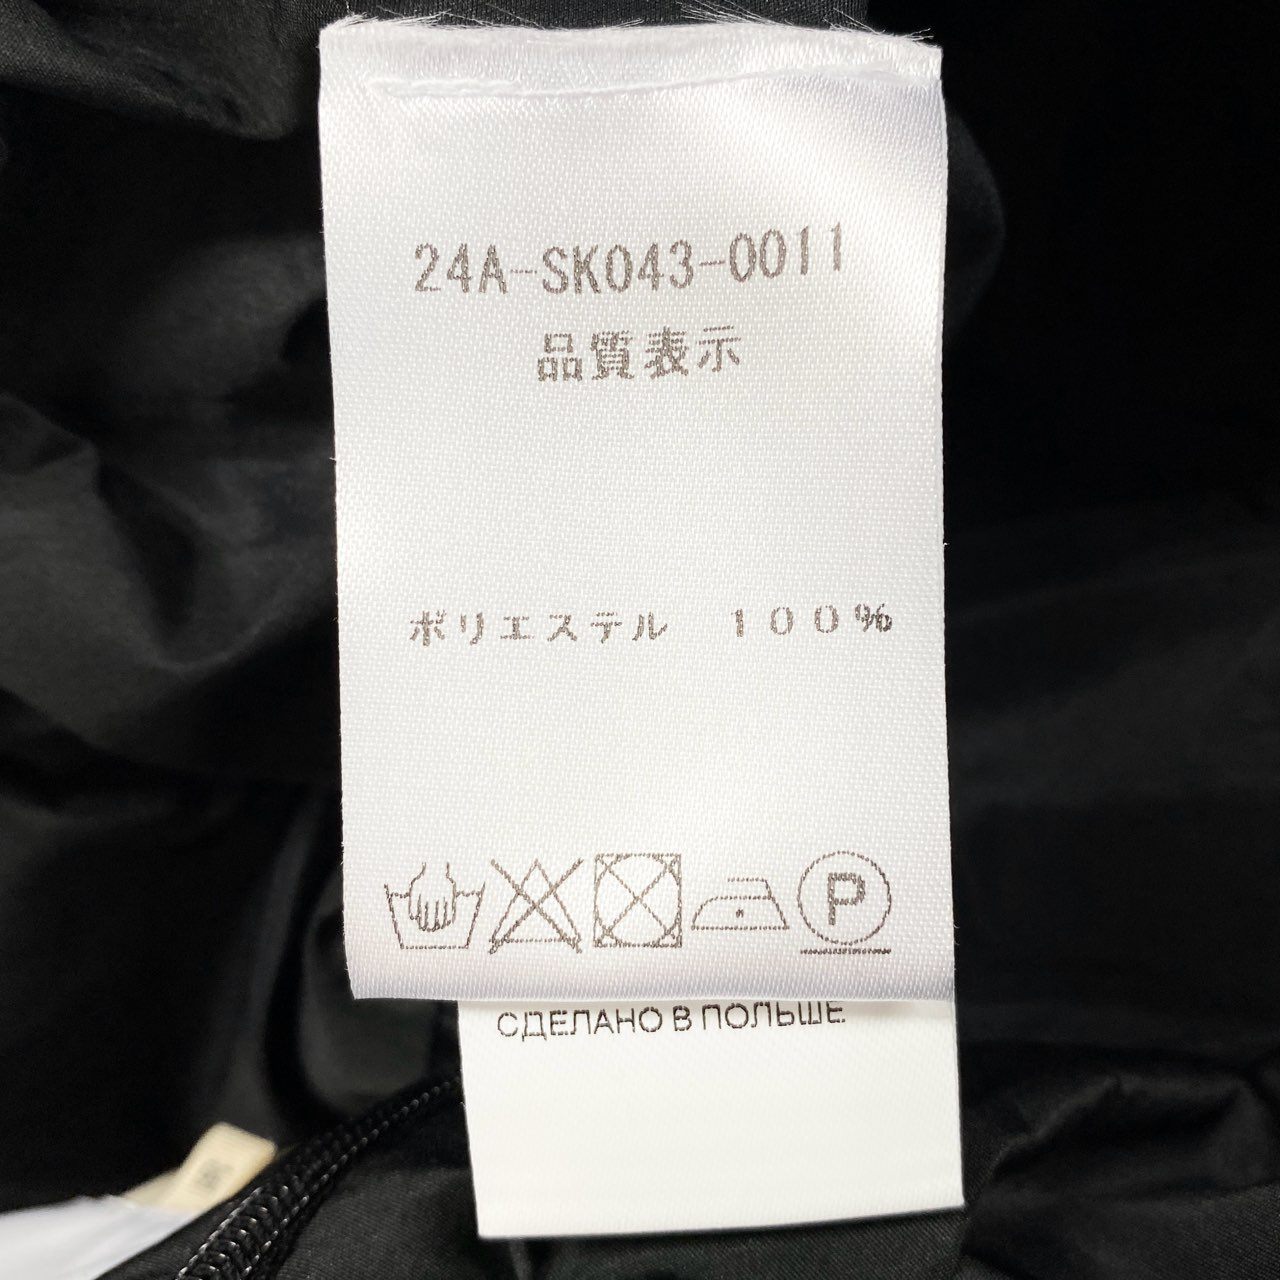 24A-SK043-0011
品質表示
ポリエステル　１００％
P
СДЕЛАНО В ПОЛЬШЕ